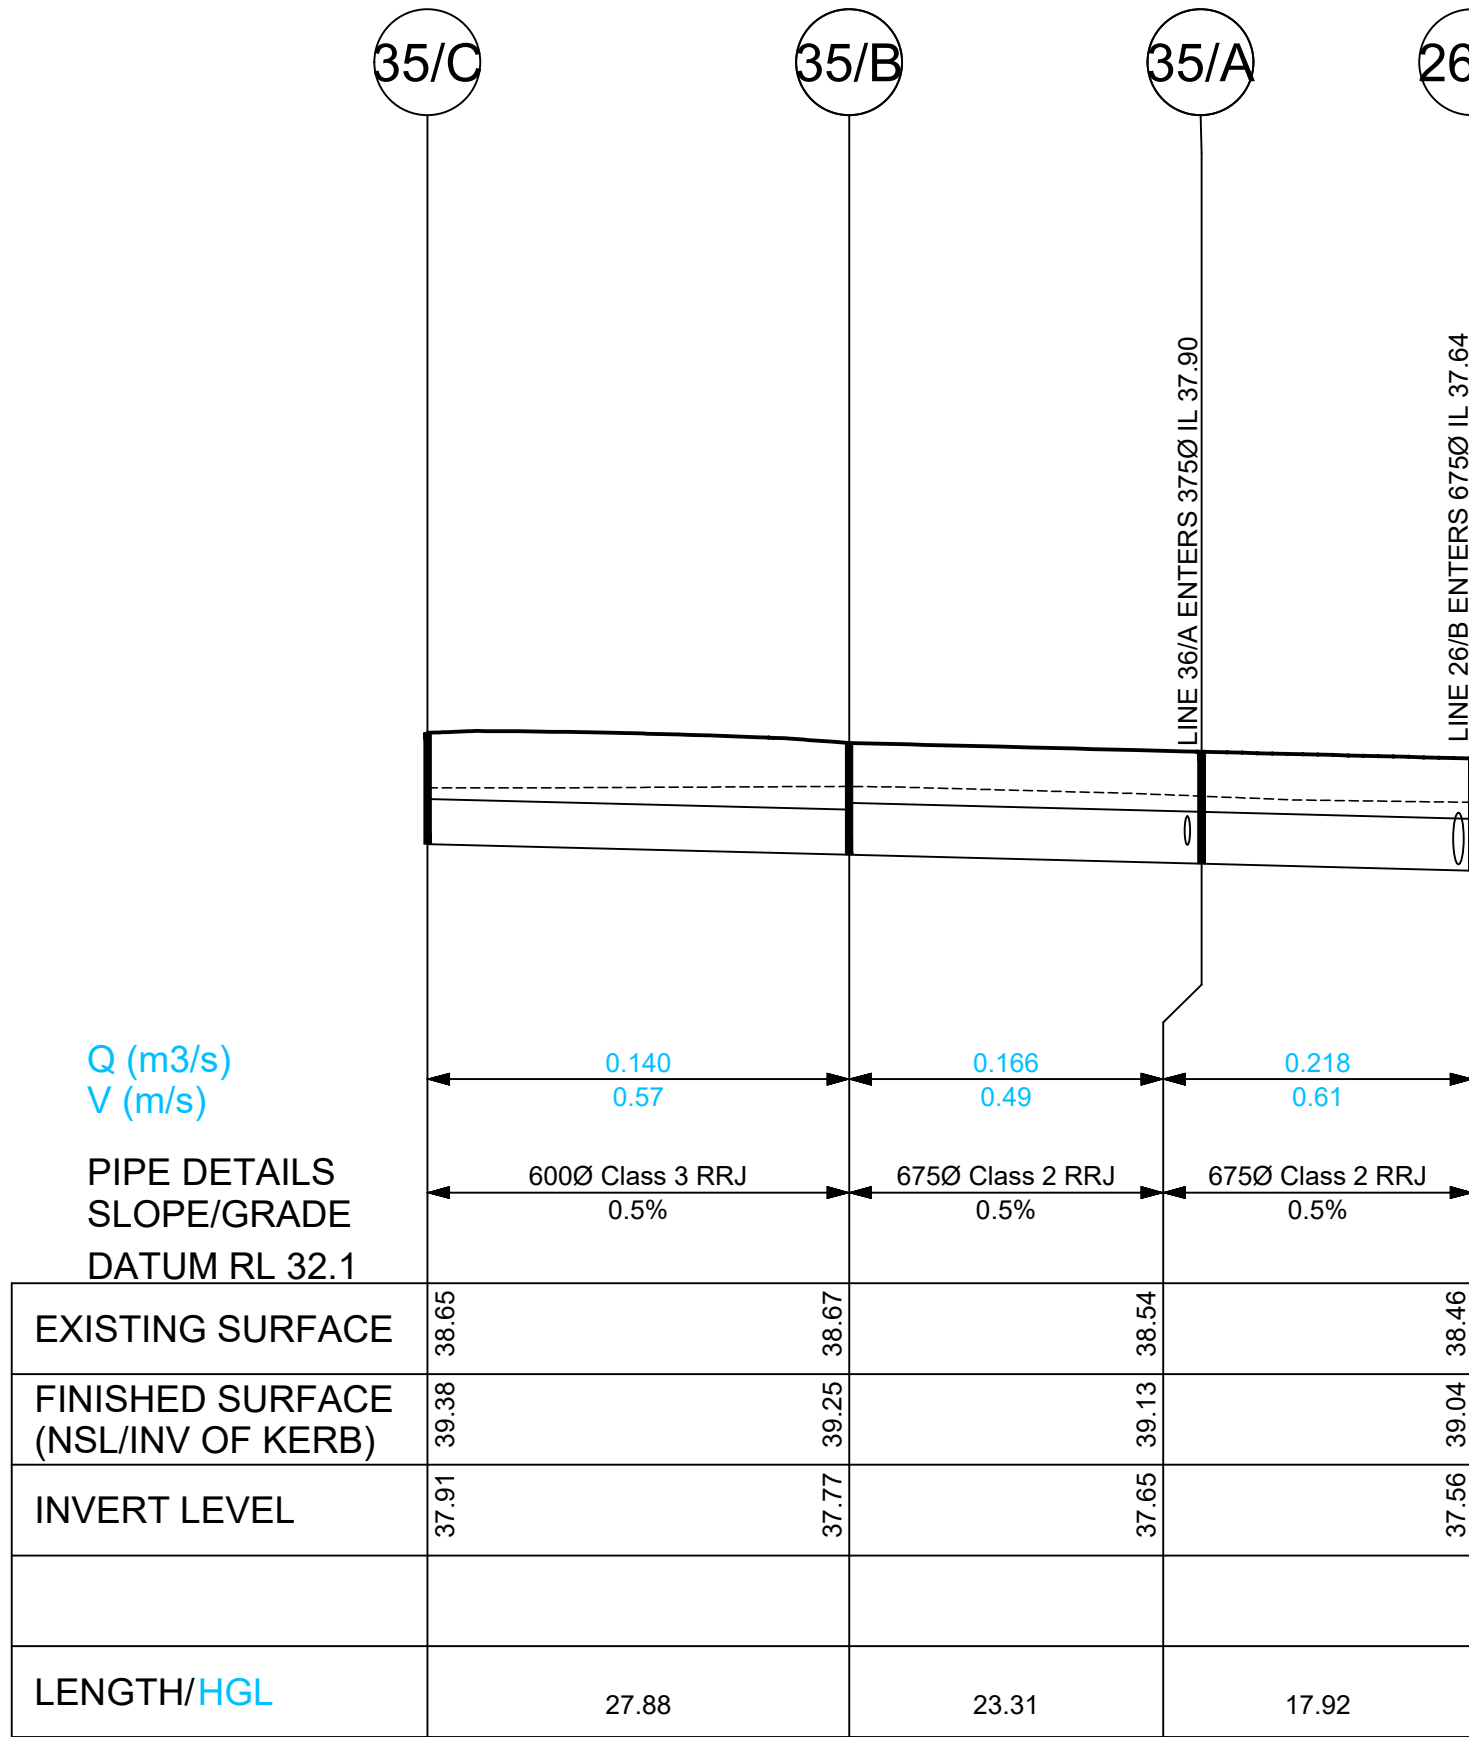 35/C 35/B 35/A 26
LINE 36/A ENTERS 375Ø IL 37.90
LINE 26/B ENTERS 675Ø IL 37.64
Q (m3/s) 0.140 0.166 0.218
V (m/s) 0.57 0.49 0.61
PIPE DETAILS 600Ø Class 3 RRJ 675Ø Class 2 RRJ 675Ø Class 2 RRJ
SLOPE/GRADE 0.5% 0.5% 0.5%
DATUM RL 32.1
EXISTING SURFACE 38.65 38.67 38.54 38.46
FINISHED SURFACE
(NSL/INV OF KERB) 39.38 39.25 39.13 39.04
INVERT LEVEL 37.91 37.77 37.65 37.56
LENGTH/HGL 27.88 23.31 17.92